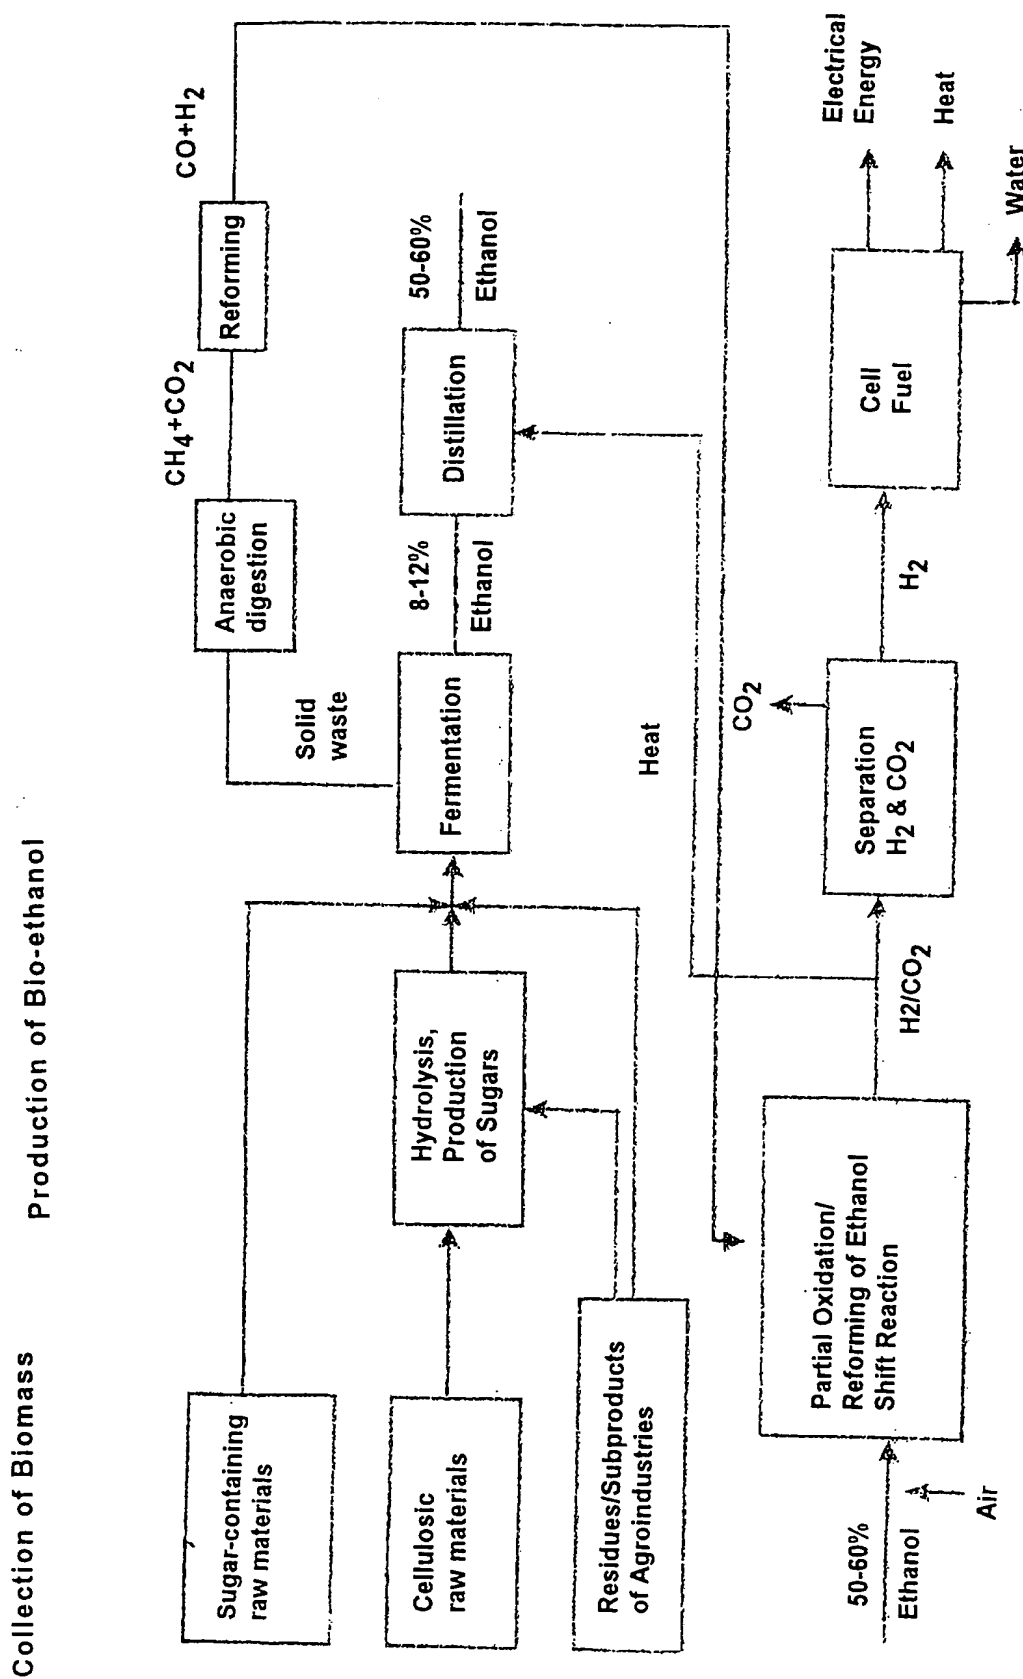 Collection of Biomass
Production of Bio-ethanol
Sugar-containing
raw materials
Cellulosic
raw materials
Residues/Subproducts
of Agroindustries
Hydrolysis,
Production
of Sugars
Fermentation
Solid
waste
Anaerobic
digestion
CH4+CO2
Reforming
CO+H2
8-12%
Ethanol
Distillation
50-60%
Ethanol
Heat
50-60%
Ethanol
Air
Partial Oxidation/
Reforming of Ethanol
Shift Reaction
H2/CO2
Separation
H2 & CO2
CO2
H2
Cell
Fuel
Electrical
Energy
Heat
Water